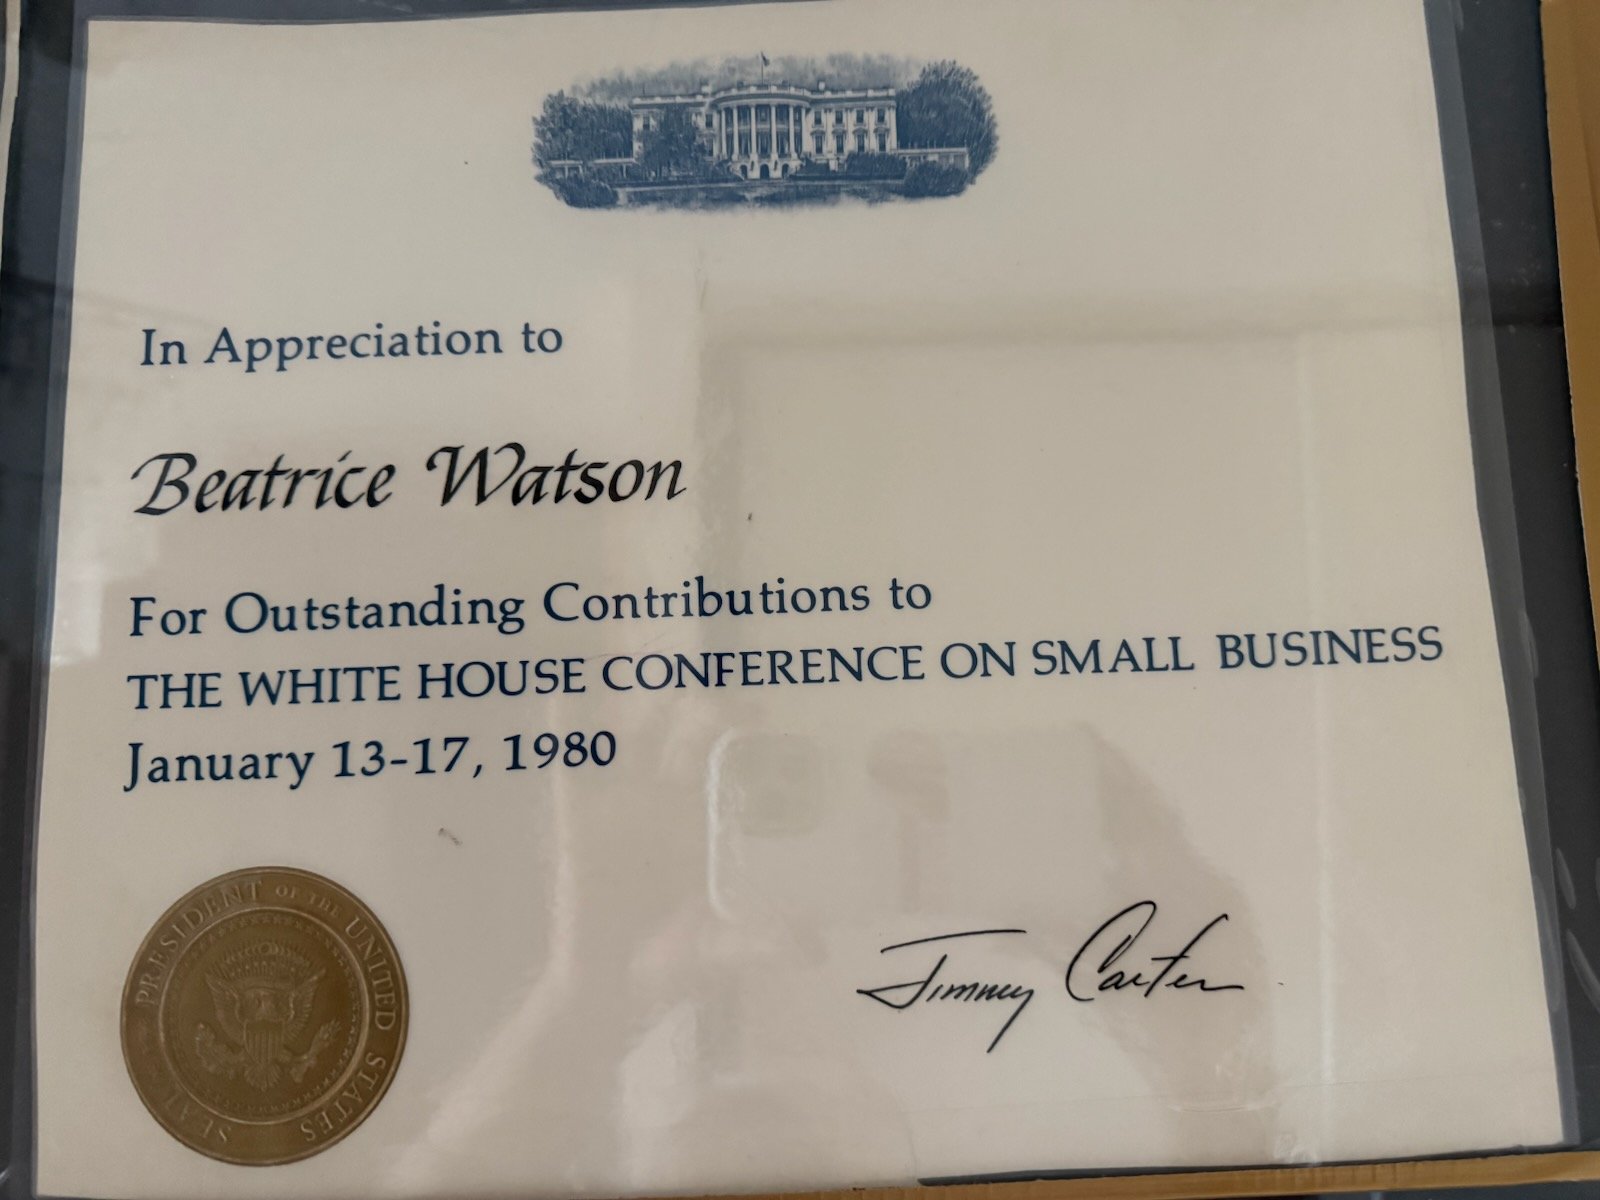 In Appreciation to
Beatrice Watson
For Outstanding Contributions to
THE WHITE HOUSE CONFERENCE ON SMALL BUSINESS
January 13-17, 1980
SEAL OF THE PRESIDENT OF THE UNITED STATES
Jimmy Carter